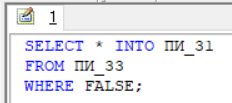 1
SELECT * INTO ПИ_31
FROM ПИ_33
WHERE FALSE;